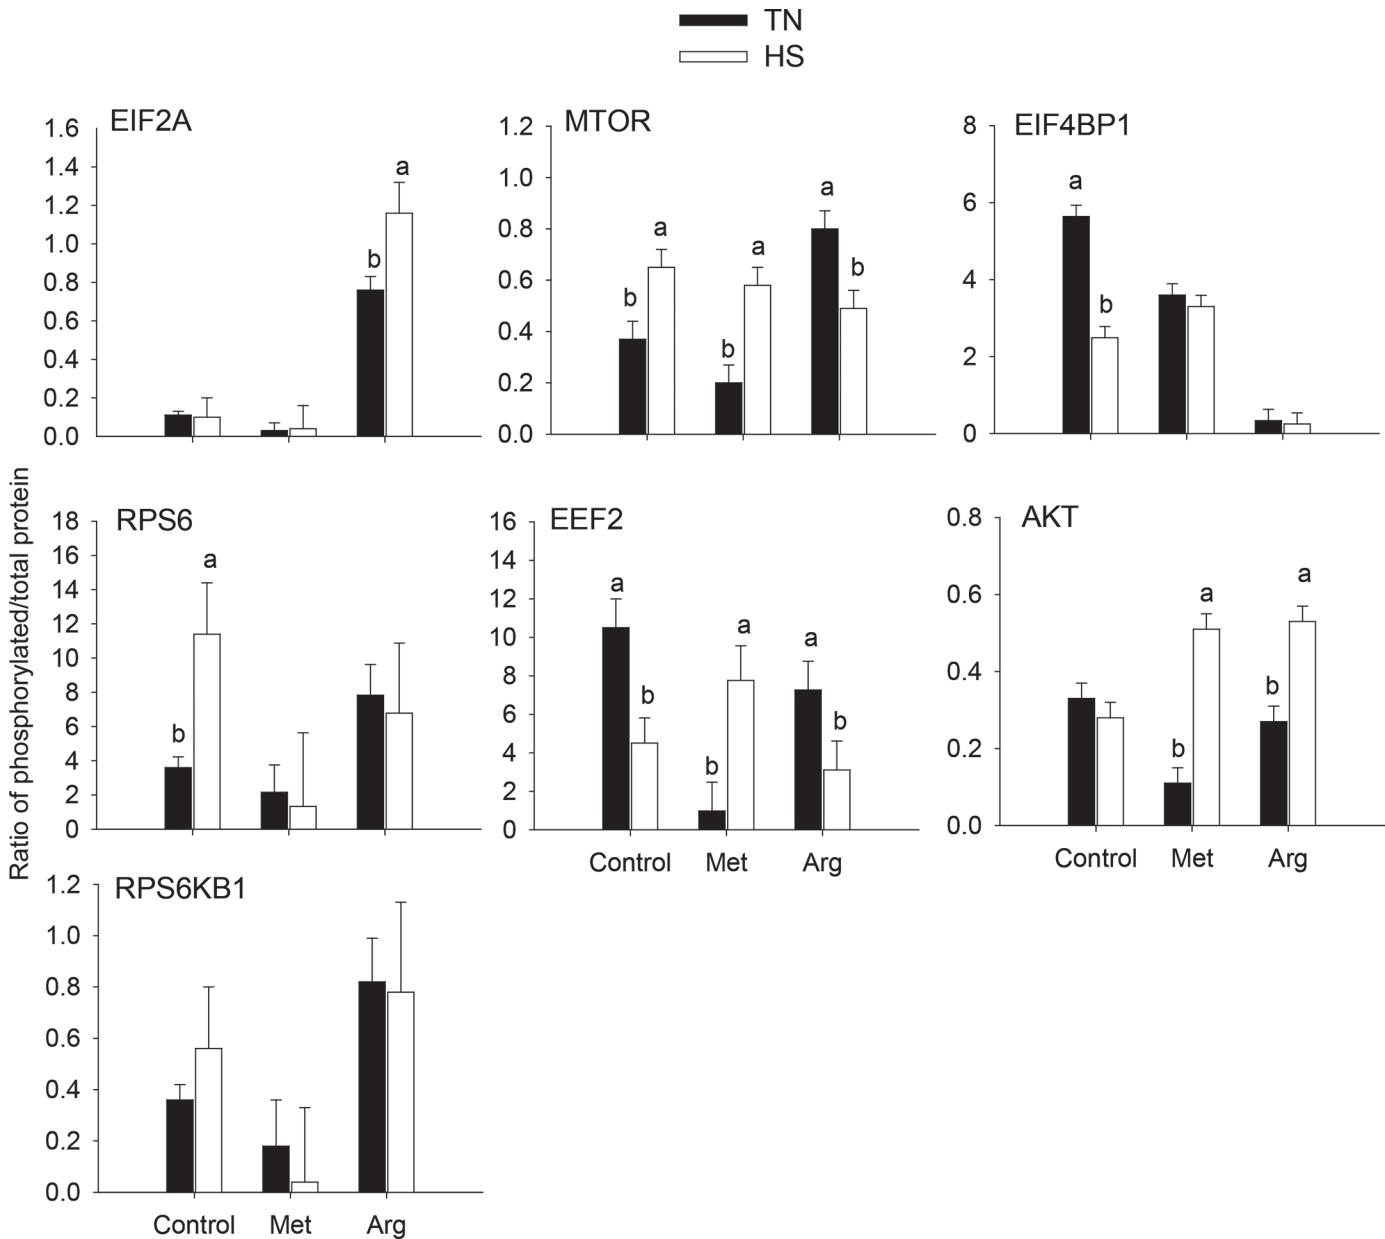 TN
HS
EIF2A
1.6
1.4
1.2
1.0
0.8
0.6
0.4
0.2
0.0
b
a
MTOR
1.2
1.0
0.8
0.6
0.4
0.2
0.0
b
a
b
a
a
b
EIF4BP1
8
6
4
2
0
a
b
Ratio of phosphorylated/total protein
RPS6
18
16
14
12
10
8
6
4
2
0
b
a
EEF2
16
14
12
10
8
6
4
2
0
a
b
b
a
a
b
Control Met Arg
AKT
0.8
0.6
0.4
0.2
0.0
b
a
b
a
Control Met Arg
RPS6KB1
1.2
1.0
0.8
0.6
0.4
0.2
0.0
Control Met Arg